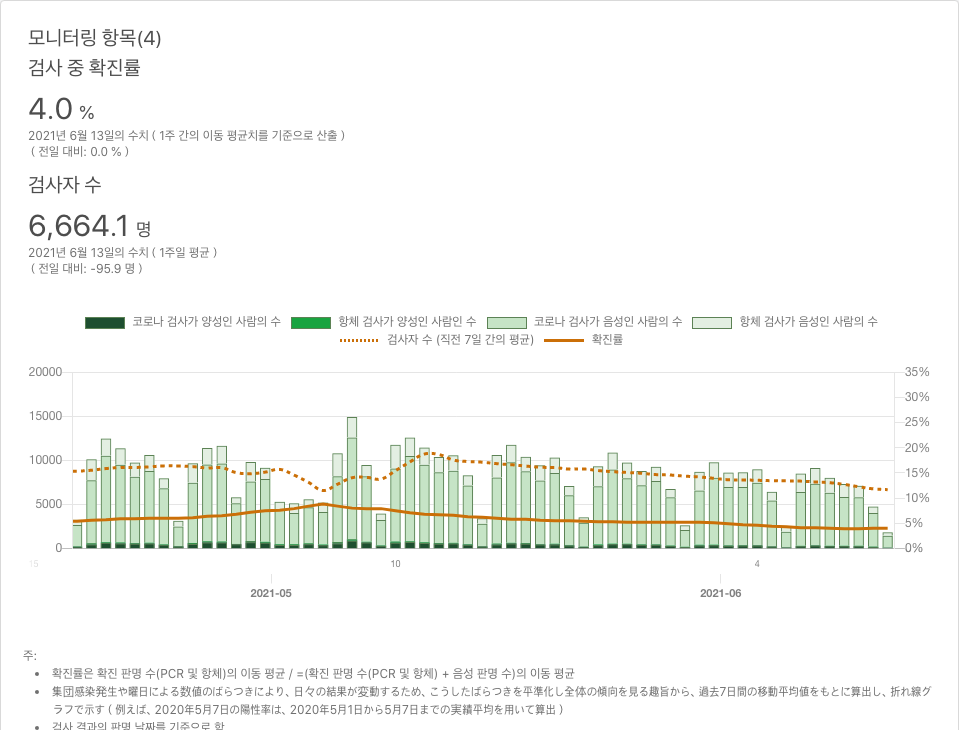 모니터링 항목(4)
검사 중 확진률
4.0 %
2021년 6월 13일의 수치 ( 1주 간의 이동 평균치를 기준으로 산출 )
( 전일 대비: 0.0 % )
검사자 수
6,664.1 명
2021년 6월 13일의 수치 ( 1주일 평균 )
( 전일 대비: -95.9 명 )
코로나 검사가 양성인 사람의 수 항체 검사가 양성인 사람인 수 코로나 검사가 음성인 사람의 수 항체 검사가 음성인 사람의 수
검사자 수 (직전 7일 간의 평균) 확진률
20000 35%
30%
15000 25%
20%
10000 15%
10%
5000 5%
0 0%
15 10 4
2021-05 2021-06
주:
• 확진률은 확진 판명 수(PCR 및 항체)의 이동 평균 / =(확진 판명 수(PCR 및 항체) + 음성 판명 수)의 이동 평균
• 集団感染発生や曜日による数値のばらつきにより、日々の結果が変動するため、こうしたばらつきを平準化し全体の傾向を見る趣旨から、過去7日間の移動平均値をもとに算出し、折れ線グ
ラフで示す ( 例えば、2020年5月7日の陽性率は、2020年5月1日から5月7日までの実績平均を用いて算出 )
• 검사 결과의 판명 날짜를 기준으로 함